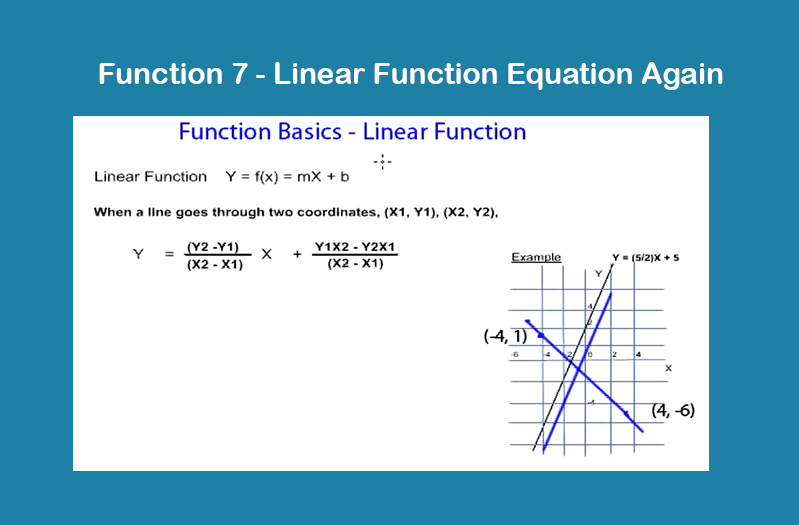 Function 7 - Linear Function Equation Again
Function Basics - Linear Function
Linear Function Y = f(x) = mX + b
When a line goes through two coordinates, (X1, Y1), (X2, Y2),
Y = (Y2 -Y1) X + Y1X2 - Y2X1
(X2 - X1) (X2 - X1)
Example Y = (5/2)X + 5
Y
4
2
(-4, 1)
6 -4 -2 0 2 4
X
-4
(4, -6)